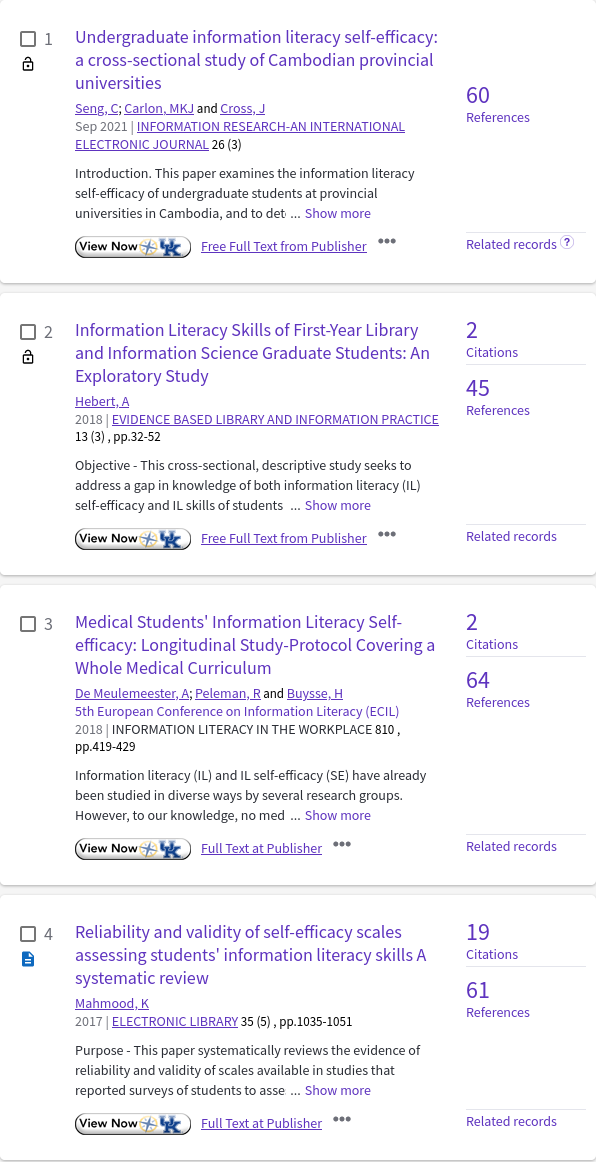 1
Undergraduate information literacy self-efficacy:
a cross-sectional study of Cambodian provincial
universities
Seng, C; Carlon, MKJ and Cross, J
Sep 2021 | INFORMATION RESEARCH-AN INTERNATIONAL
ELECTRONIC JOURNAL 26 (3)
Introduction. This paper examines the information literacy
self-efficacy of undergraduate students at provincial
universities in Cambodia, and to det ... Show more
View Now UK Free Full Text from Publisher •••
60
References
Related records ?
2
Information Literacy Skills of First-Year Library
and Information Science Graduate Students: An
Exploratory Study
Hebert, A
2018 | EVIDENCE BASED LIBRARY AND INFORMATION PRACTICE
13 (3) , pp.32-52
Objective - This cross-sectional, descriptive study seeks to
address a gap in knowledge of both information literacy (IL)
self-efficacy and IL skills of students ... Show more
View Now UK Free Full Text from Publisher •••
2
Citations
45
References
Related records
3
Medical Students' Information Literacy Self-
efficacy: Longitudinal Study-Protocol Covering a
Whole Medical Curriculum
De Meulemeester, A; Peleman, R and Buysse, H
5th European Conference on Information Literacy (ECIL)
2018 | INFORMATION LITERACY IN THE WORKPLACE 810 ,
pp.419-429
Information literacy (IL) and IL self-efficacy (SE) have already
been studied in diverse ways by several research groups.
However, to our knowledge, no med ... Show more
View Now UK Full Text at Publisher •••
2
Citations
64
References
Related records
4
Reliability and validity of self-efficacy scales
assessing students' information literacy skills A
systematic review
Mahmood, K
2017 | ELECTRONIC LIBRARY 35 (5) , pp.1035-1051
Purpose - This paper systematically reviews the evidence of
reliability and validity of scales available in studies that
reported surveys of students to asse ... Show more
View Now UK Full Text at Publisher •••
19
Citations
61
References
Related records